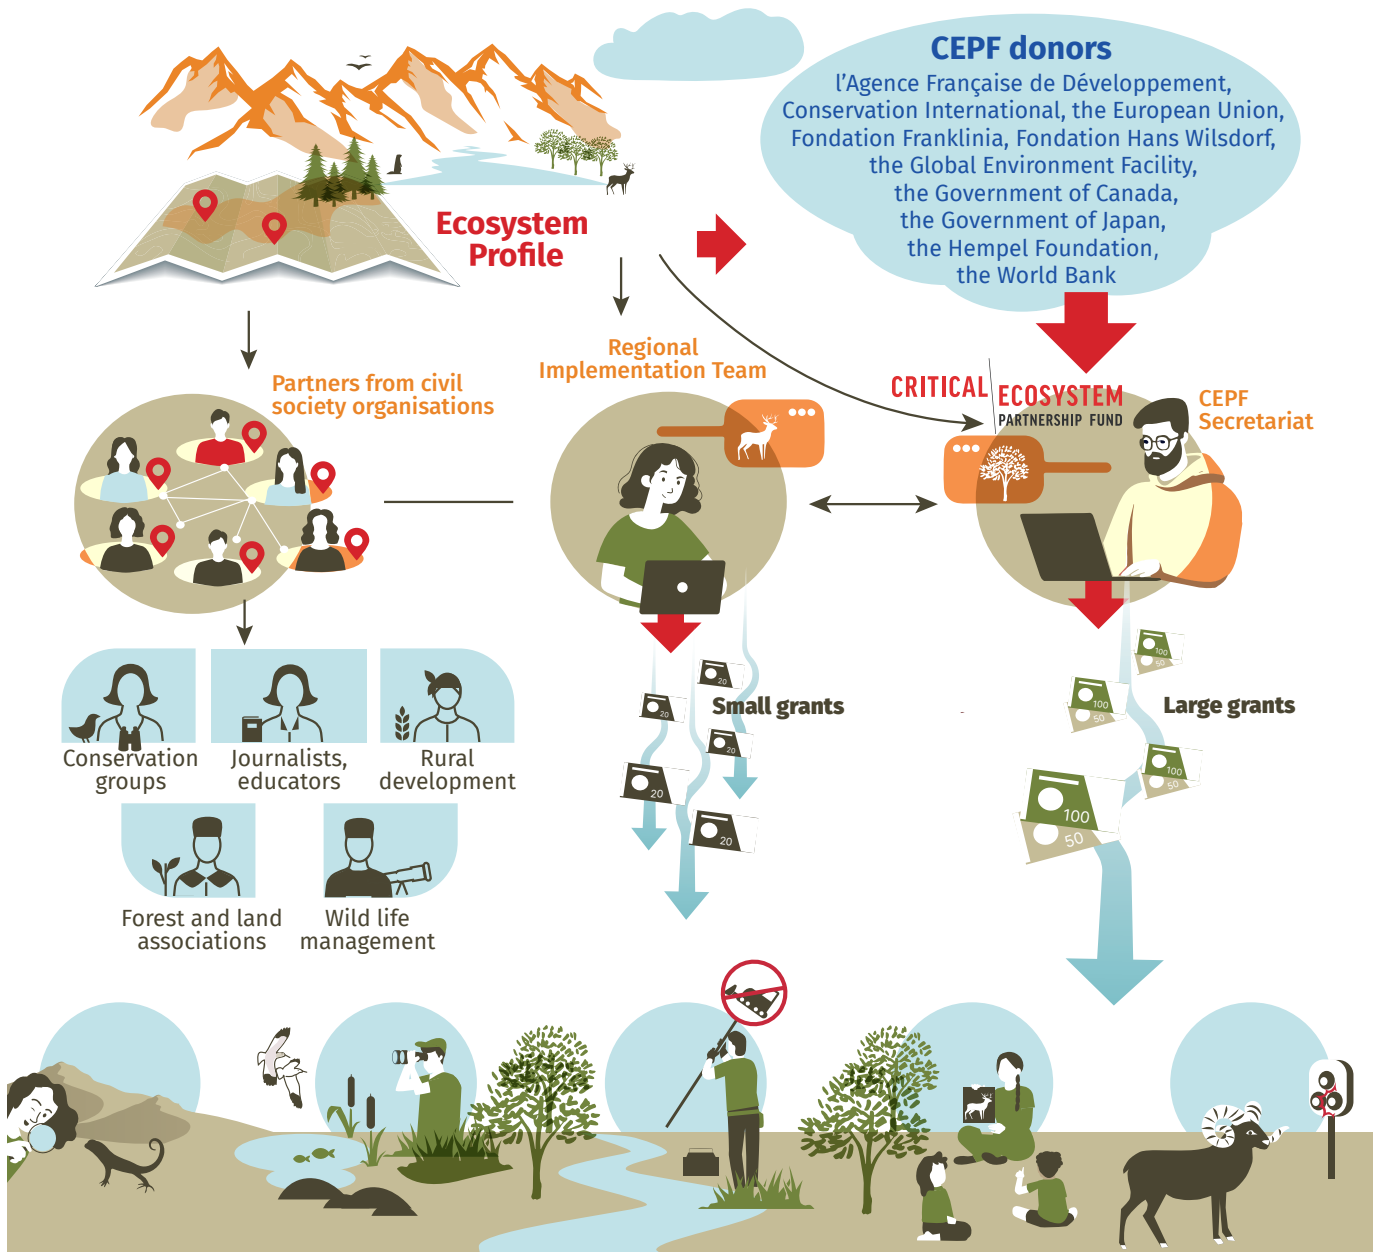 CEPF donors
l'Agence Française de Développement,
Conservation International, the European Union,
Fondation Franklinia, Fondation Hans Wilsdorf,
the Global Environment Facility,
the Government of Canada,
the Government of Japan,
the Hempel Foundation,
the World Bank
Ecosystem
Profile
Regional
Implementation Team
Partners from civil
society organisations
CRITICAL
ECOSYSTEM
PARTNERSHIP FUND
CEPF
Secretariat
Small grants
20
20
20
20
20
Large grants
100
50
100
50
100
50
100
50
Conservation
groups
Journalists,
educators
Rural
development
Forest and land
associations
Wild life
management